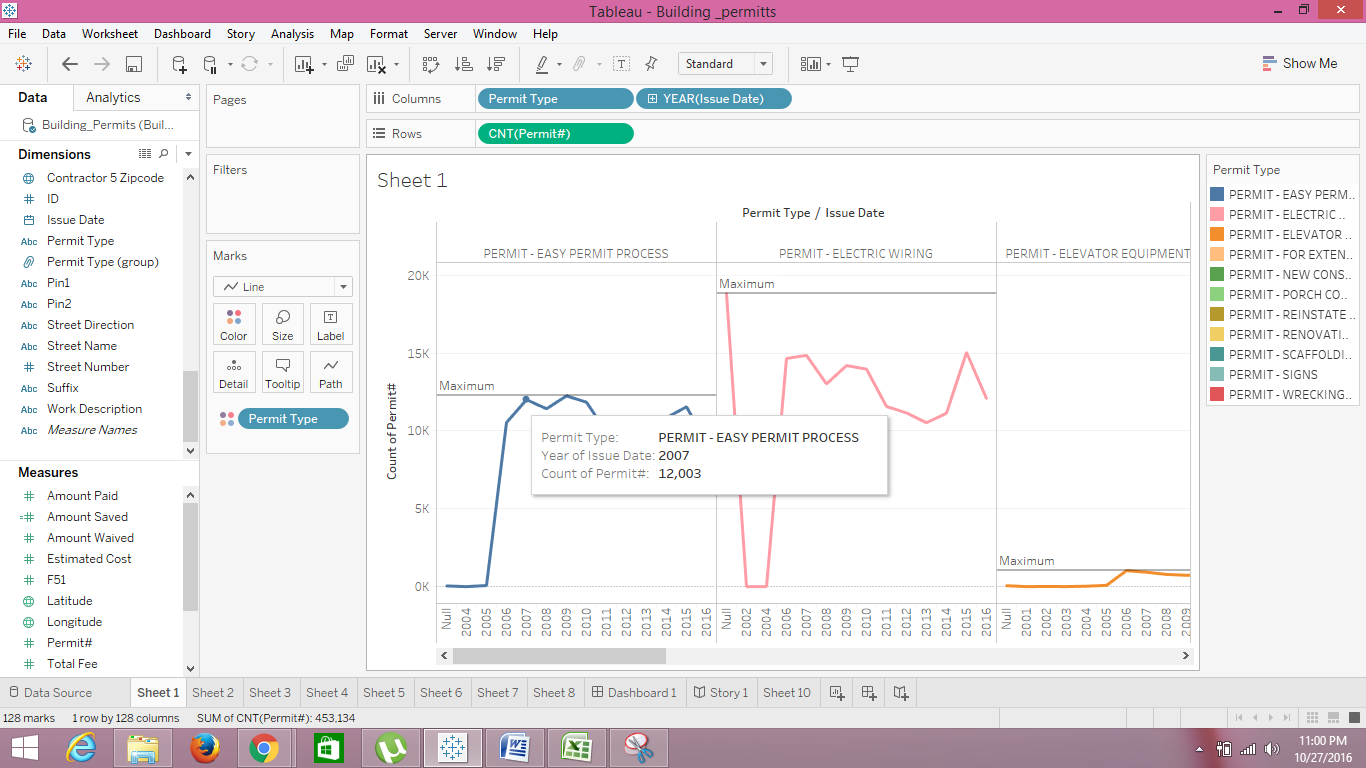 Tableau - Building _permitts
File Data Worksheet Dashboard Story Analysis Map Format Server Window Help
Standard
Show Me
Data Analytics
Building_Permits (Buil...
Dimensions
Contractor 5 Zipcode
ID
Issue Date
Abc Permit Type
Permit Type (group)
Abc Pin1
Abc Pin2
Abc Street Direction
Abc Street Name
Street Number
Abc Suffix
Abc Work Description
Abc Measure Names
Measures
Amount Paid
Amount Saved
Amount Waived
Estimated Cost
F51
Latitude
Longitude
Permit#
Total Fee
Pages
Filters
Marks
Line
Color Size Label
Detail Tooltip Path
Permit Type
Columns Permit Type YEAR(Issue Date)
Rows CNT(Permit#)
Sheet 1
Permit Type / Issue Date
PERMIT - EASY PERMIT PROCESS PERMIT - ELECTRIC WIRING PERMIT - ELEVATOR EQUIPMENT
Count of Permit#
20K
15K
10K
5K
0K
Maximum
Maximum
Maximum
Permit Type: PERMIT - EASY PERMIT PROCESS
Year of Issue Date: 2007
Count of Permit#: 12,003
Null 2004 2005 2006 2007 2008 2009 2010 2011 2012 2013 2014 2015 2016
Null 2002 2004 2006 2007 2008 2009 2010 2011 2012 2013 2014 2015 2016
Null 2001 2002 2003 2004 2005 2006 2007 2008 2009
Permit Type
PERMIT - EASY PERM..
PERMIT - ELECTRIC ..
PERMIT - ELEVATOR ..
PERMIT - FOR EXTEN..
PERMIT - NEW CONS..
PERMIT - PORCH CO..
PERMIT - REINSTATE ..
PERMIT - RENOVATI..
PERMIT - SCAFFOLDI..
PERMIT - SIGNS
PERMIT - WRECKING..
Data Source Sheet 1 Sheet 2 Sheet 3 Sheet 4 Sheet 5 Sheet 6 Sheet 7 Sheet 8 Dashboard 1 Story 1 Sheet 10
128 marks 1 row by 128 columns SUM of CNT(Permit#): 453,134
11:00 PM
10/27/2016